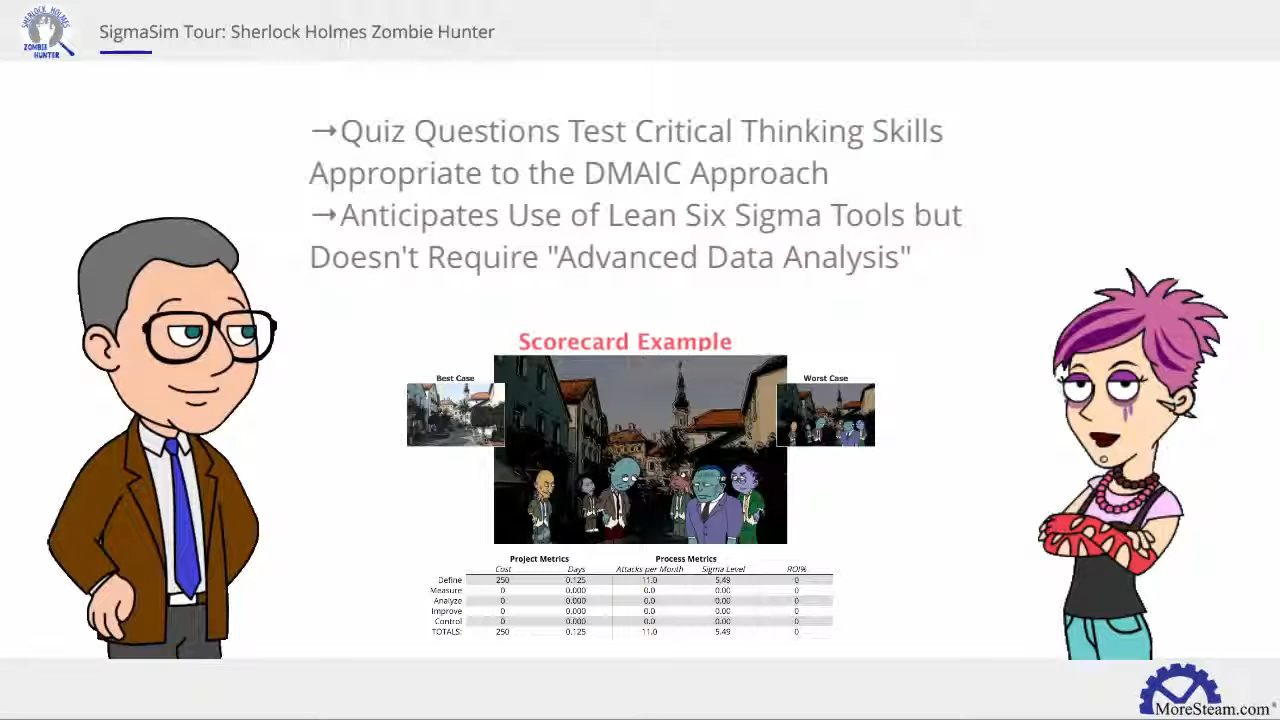 SHERLOCK HOLMES
ZOMBIE
HUNTER
SigmaSim Tour: Sherlock Holmes Zombie Hunter
→Quiz Questions Test Critical Thinking Skills
Appropriate to the DMAIC Approach
→Anticipates Use of Lean Six Sigma Tools but
Doesn't Require "Advanced Data Analysis"
Scorecard Example
Best Case
Worst Case
Project Metrics Process Metrics
Cost Days Attacks per Month Sigma Level ROI%
Define 250 0.125 11.0 5.49 0
Measure 0 0.000 0.0 0.00 0
Analyze 0 0.000 0.0 0.00 0
Improve 0 0.000 0.0 0.00 0
Control 0 0.000 0.0 0.00 0
TOTALS: 250 0.125 11.0 5.49 0
MoreSteam.com®